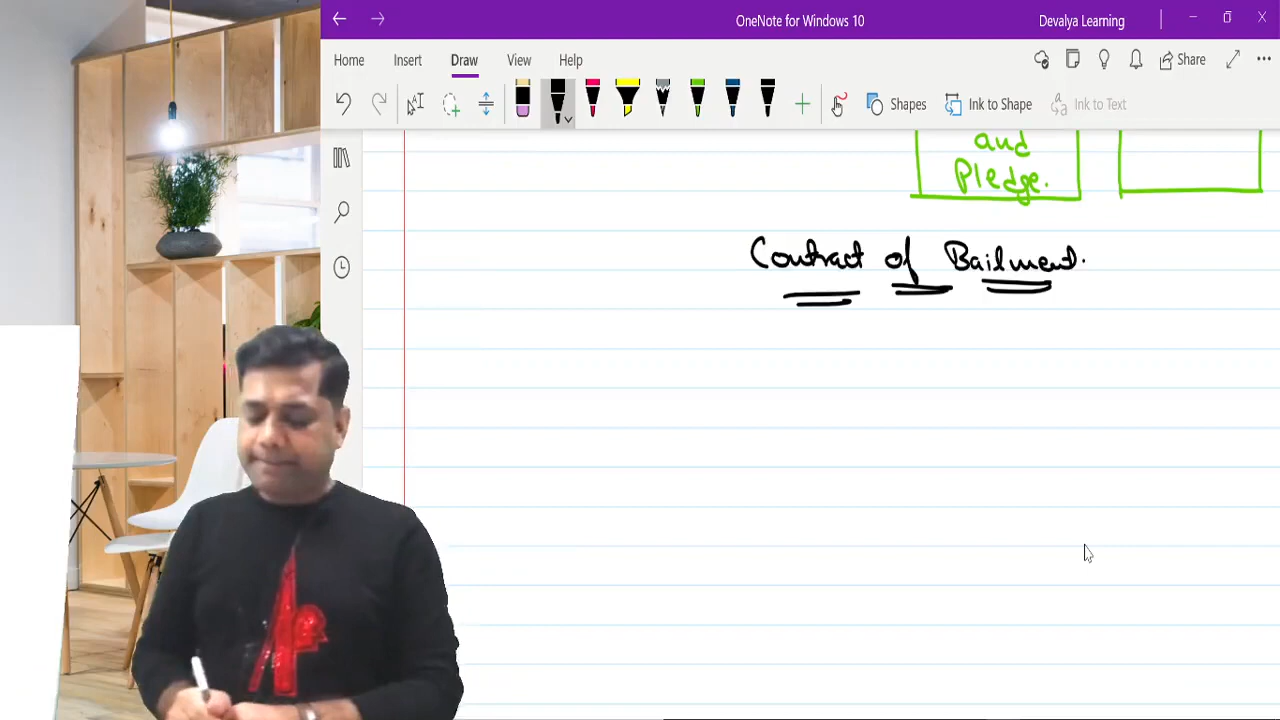 OneNote for Windows 10
Devalya Learning
Home Insert Draw View Help
Share
Shapes
Ink to Shape
Ink to Text
and
Pledge.
Contract of Bailment.